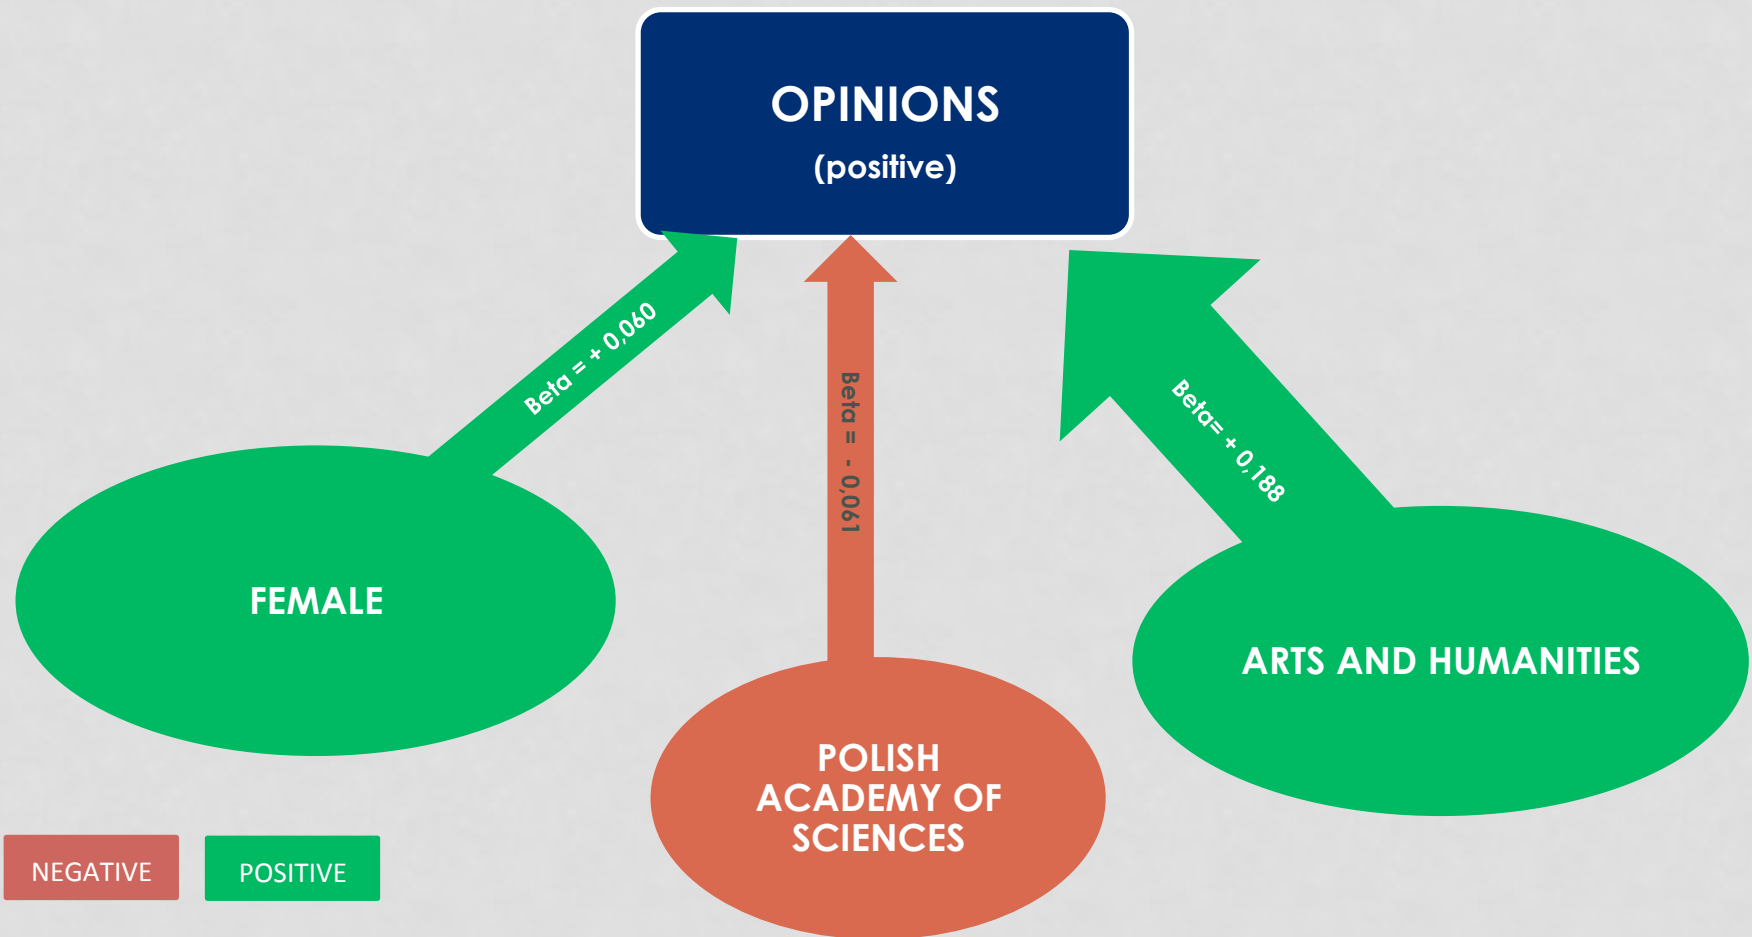 OPINIONS
(positive)
Beta = + 0,060
Beta = - 0,061
Beta= + 0,188
FEMALE
ARTS AND HUMANITIES
POLISH
ACADEMY OF
SCIENCES
NEGATIVE
POSITIVE